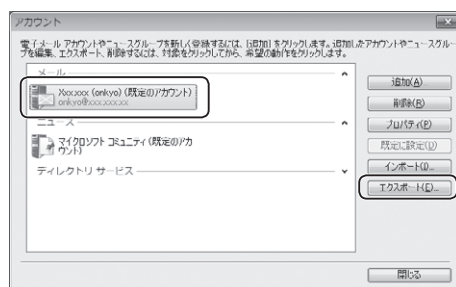 アカウント
電子メール アカウントやニュースグループを新しく登録するには、[追加] をクリックします。追加したアカウントやニュースグルー
プを編集、エクスポート、削除するには、対象をクリックしてから、希望の動作をクリックします。
メール
Xxx.xxx (onkyo) (既定のアカウント)
onkyo@xxx.xxx.xx
ニュース
マイクロソフト コミュニティ (既定のアカ
ウント)
ディレクトリ サービス
追加(A)
削除(R)
プロパティ(P)
既定に設定(D)
インポート(I)...
エクスポート(E)...
閉じる